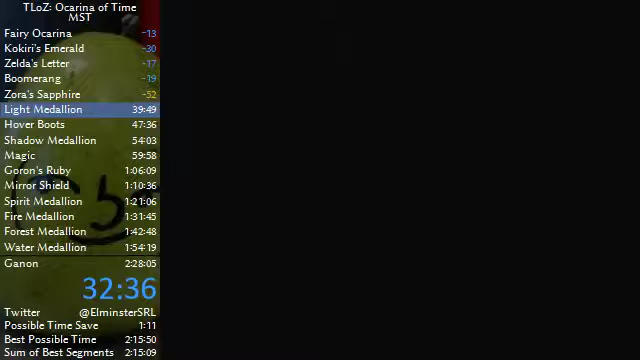 TLoZ: Ocarina of Time
MST
Fairy Ocarina -13
Kokiri's Emerald -30
Zelda's Letter -17
Boomerang -19
Zora's Sapphire -52
Light Medallion 39:49
Hover Boots 47:36
Shadow Medallion 54:03
Magic 59:58
Goron's Ruby 1:06:09
Mirror Shield 1:10:36
Spirit Medallion 1:21:06
Fire Medallion 1:31:45
Forest Medallion 1:42:48
Water Medallion 1:54:19
Ganon 2:28:05
32:36
Twitter @ElminsterSRL
Possible Time Save 1:11
Best Possible Time 2:15:50
Sum of Best Segments 2:15:09